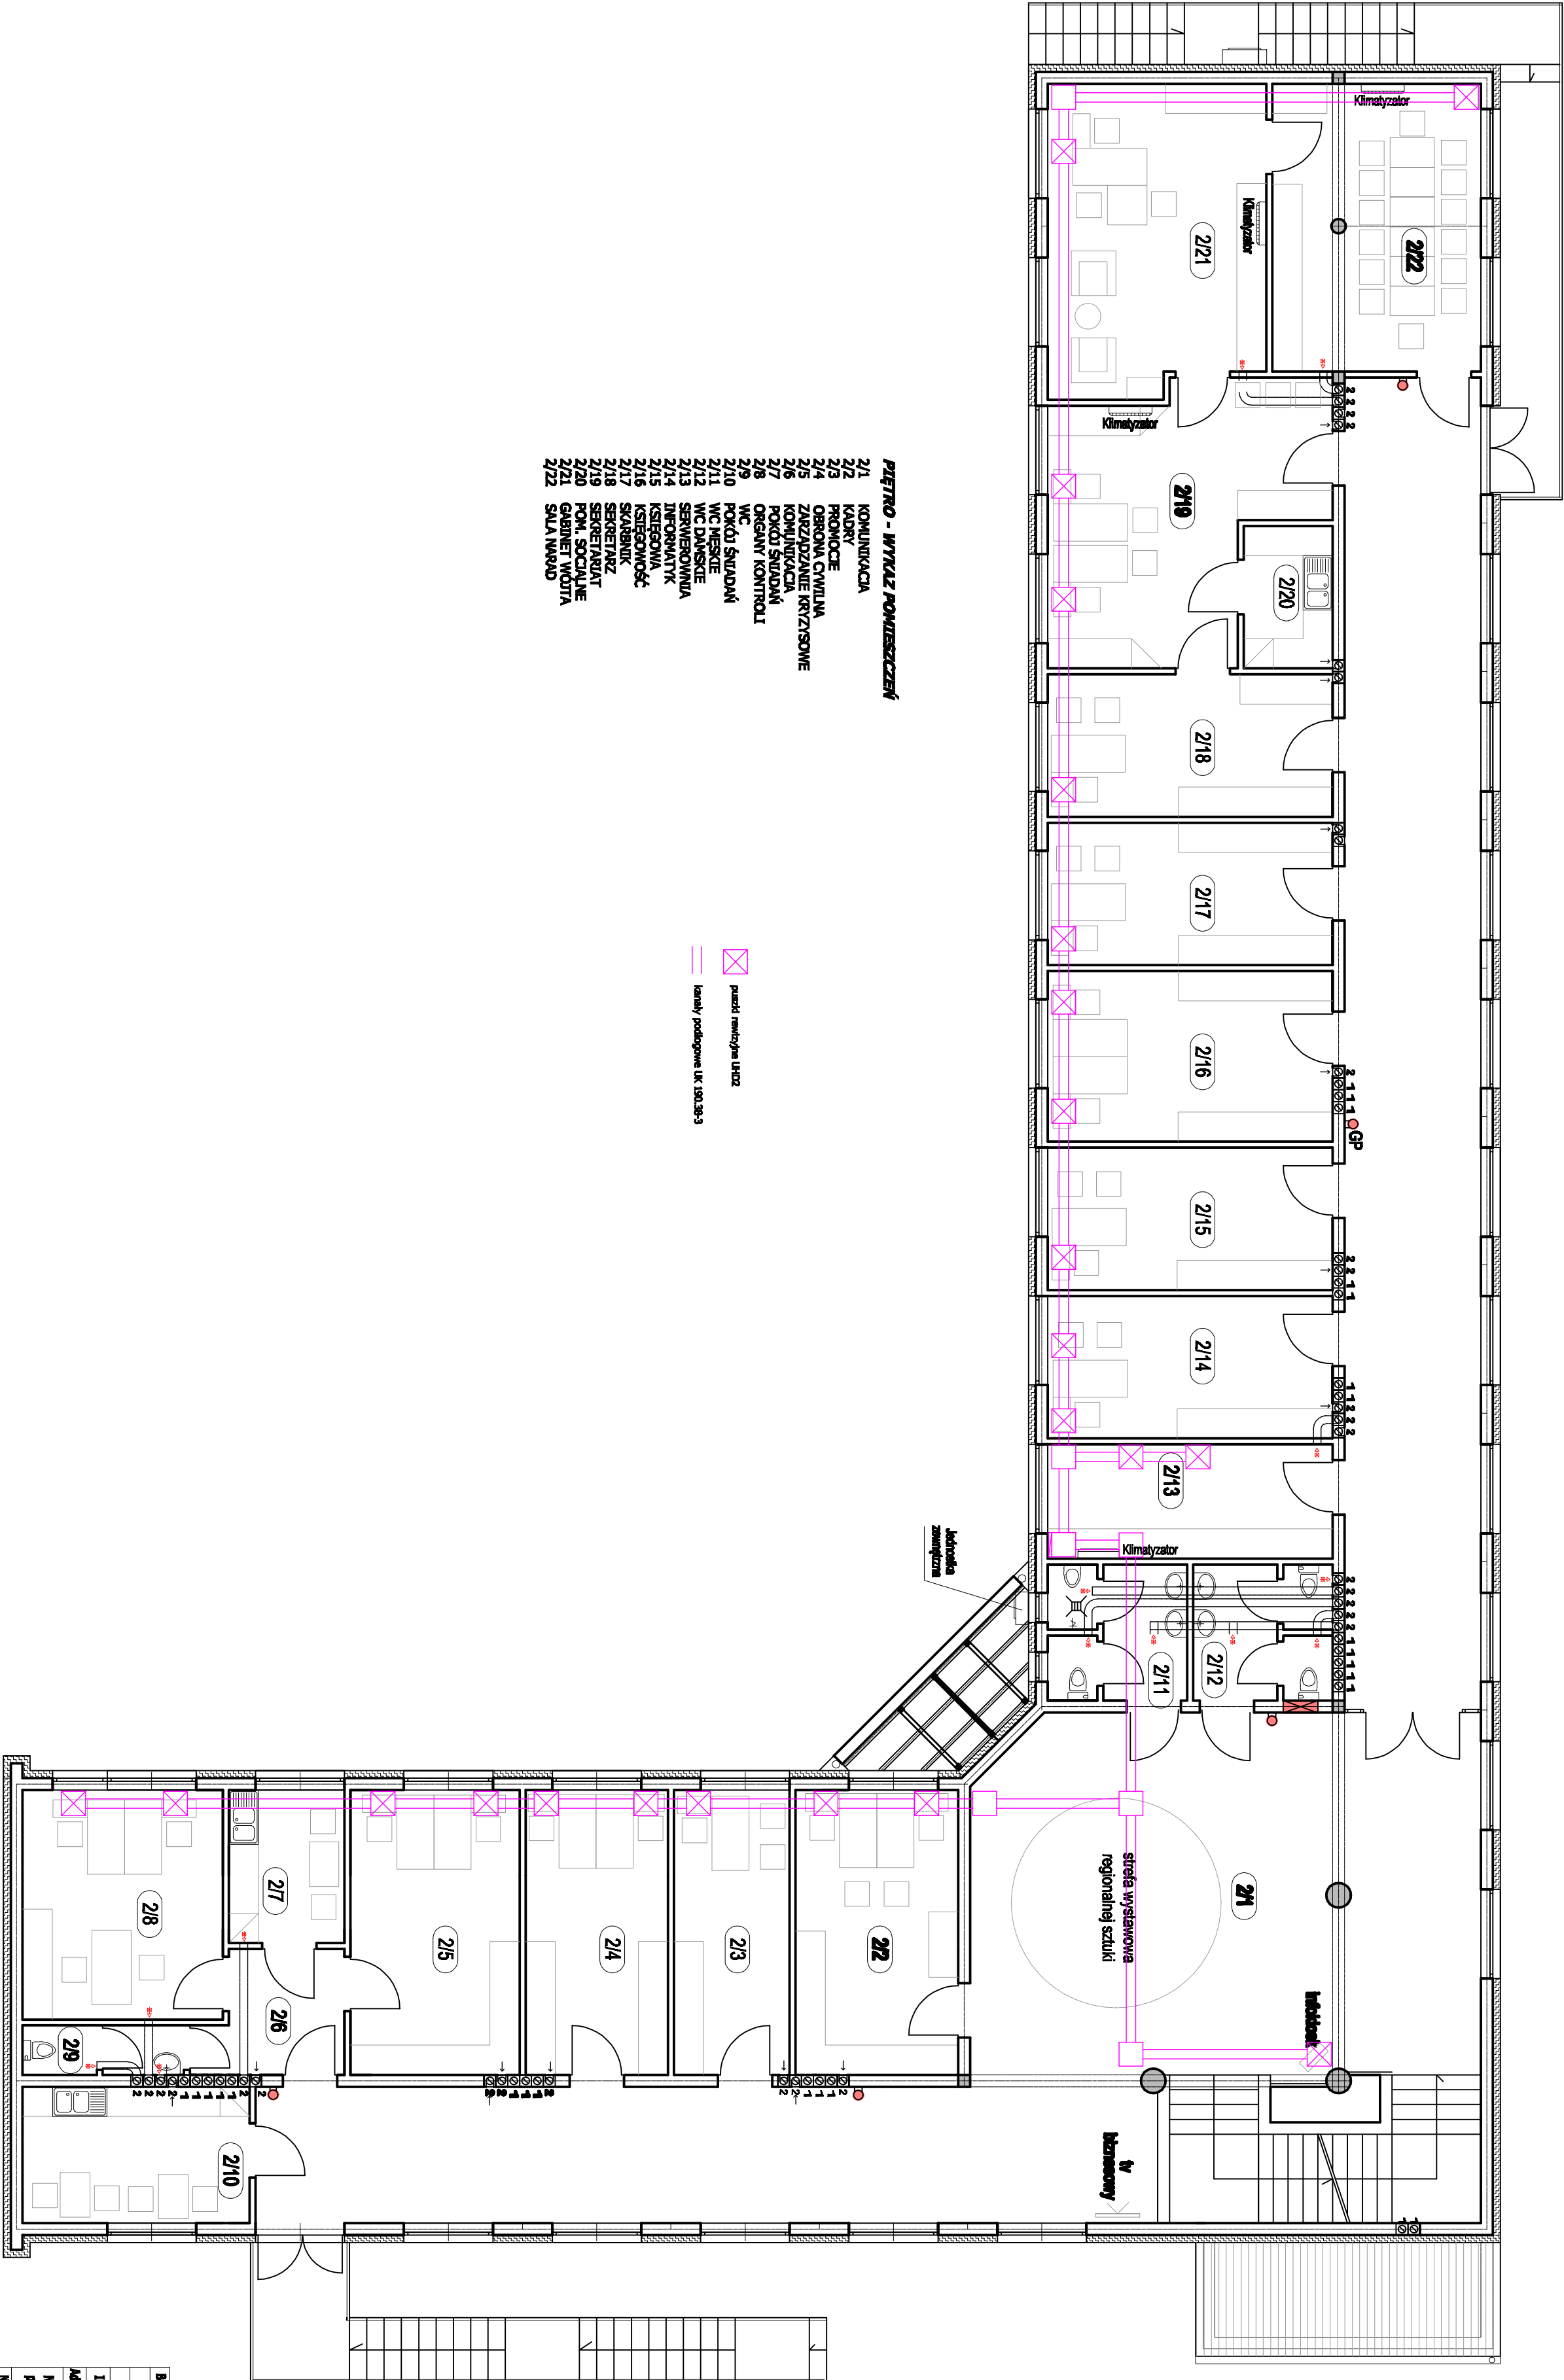 PIĘTRO - WYKAZ POMIESZCZEŃ
2/1 KOMUNIKACJA
2/2 KADRY
2/3 PROMOCJE
2/4 OBRONA CYWILNA
2/5 ZARZĄDZANIE KRYZYSOWE
2/6 KOMUNIKACJA
2/7 POKÓJ ŚNIADAŃ
2/8 ORGANY KONTROLI
2/9 WC
2/10 POKÓJ ŚNIADAŃ
2/11 WC MĘSKIE
2/12 WC DAMSKIE
2/13 SERWEROWNIA
2/14 INFORMATYK
2/15 KSIĘGOWA
2/16 KSIĘGOWOŚĆ
2/17 SKARBNIK
2/18 SEKRETARZ
2/19 SEKRETARIAT
2/20 POM. SOCJALNE
2/21 GABINET WÓJTA
2/22 SALA NARAD
puszki rewizyjne UHD2
kanały podłogowe UK 190.38-3
Klimatyzator
2/22
Klimatyzator
2/21
Klimatyzator
2/19
2/20
2/18
2/17
2/16
GP
2/15
2/14
2/13
Klimatyzator
Jednostka
zewnętrzna
2/11
2/12
2/1
strefa wystawowa
regionalnej sztuki
infokiosk
tv
biznesowy
2/2
2/3
2/4
2/5
2/6
2/7
2/8
2/9
2/10